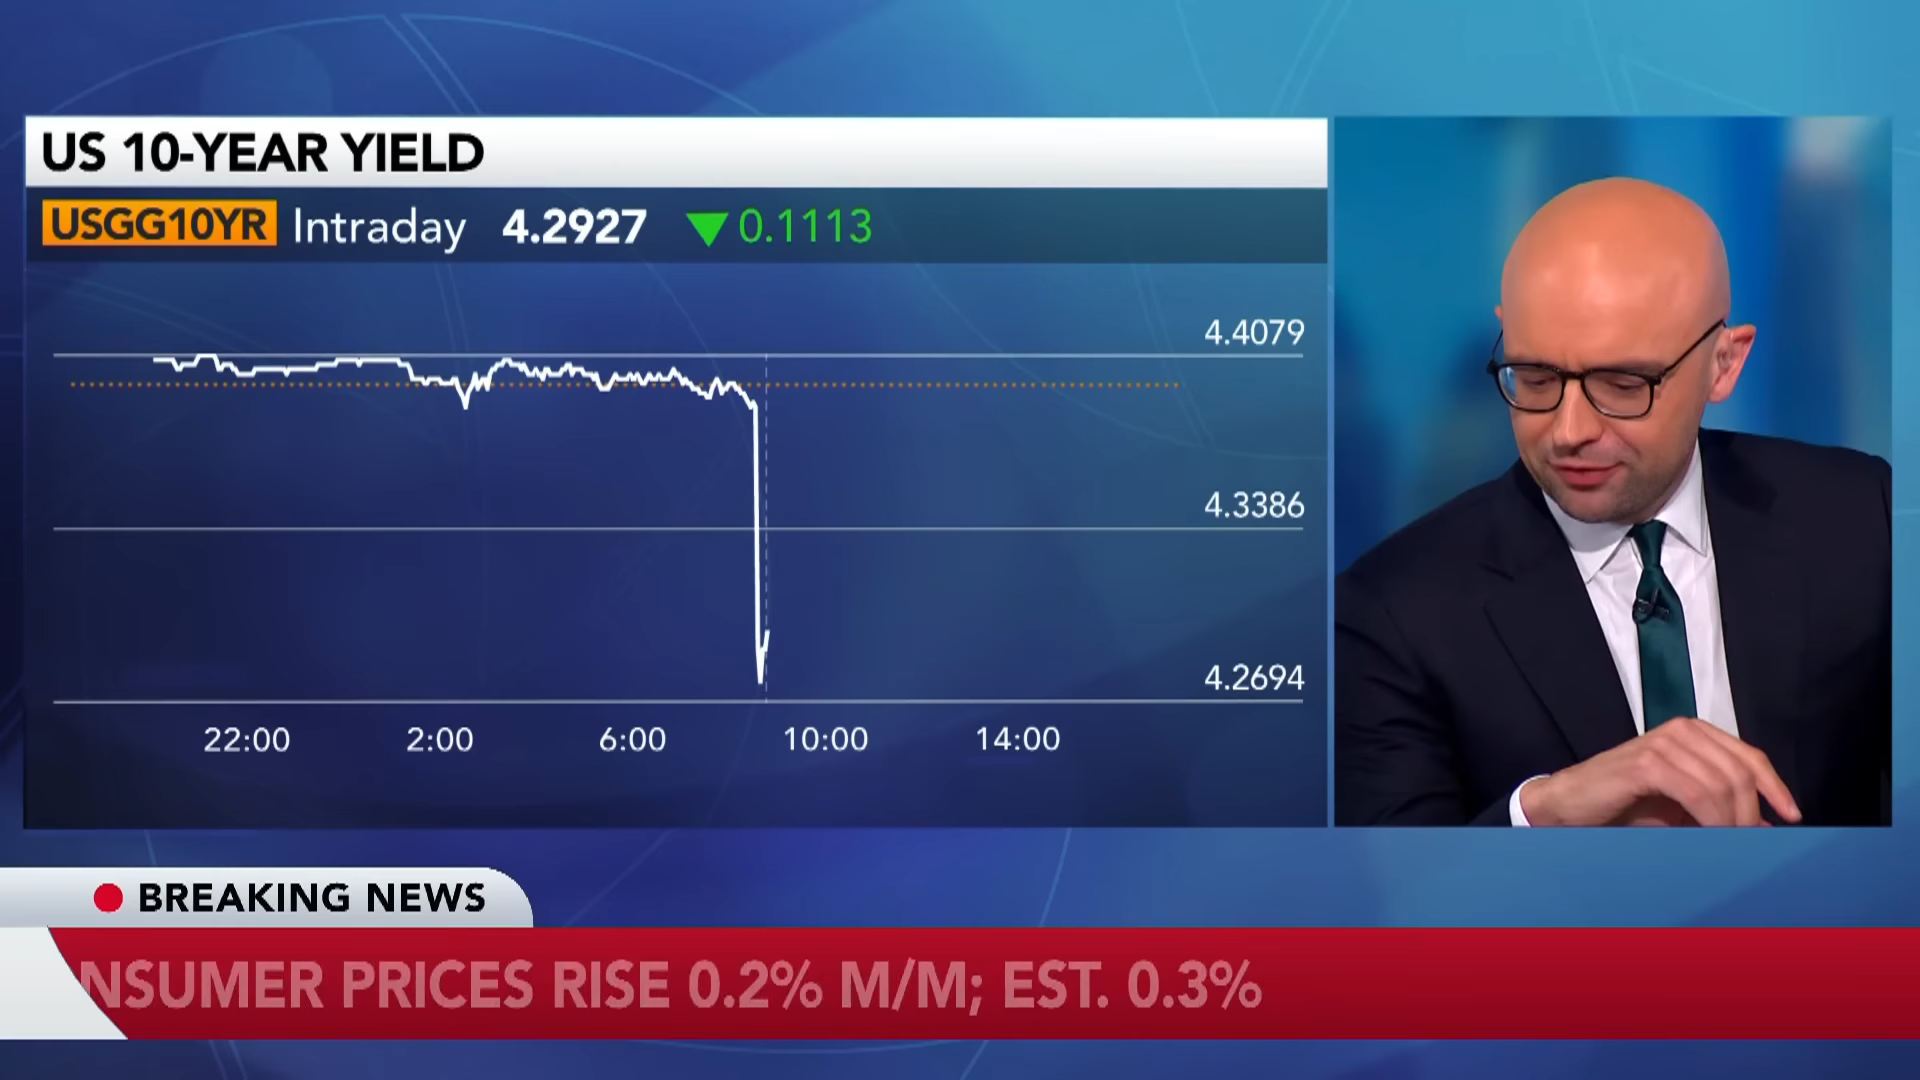 US 10-YEAR YIELD
USGG10YR Intraday 4.2927 ▼0.1113
4.4079
4.3386
4.2694
22:00 2:00 6:00 10:00 14:00
BREAKING NEWS
NSUMER PRICES RISE 0.2% M/M; EST. 0.3%